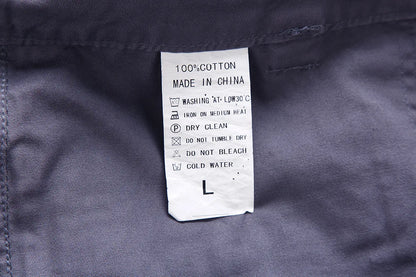 100%COTTON
MADE IN CHINA
WASHING AT LOW30 C
IRON ON MEDIUM HEAT
P DRY CLEAN
DO NOT TUMBLE DRY
DO NOT BLEACH
COLD WATER
L